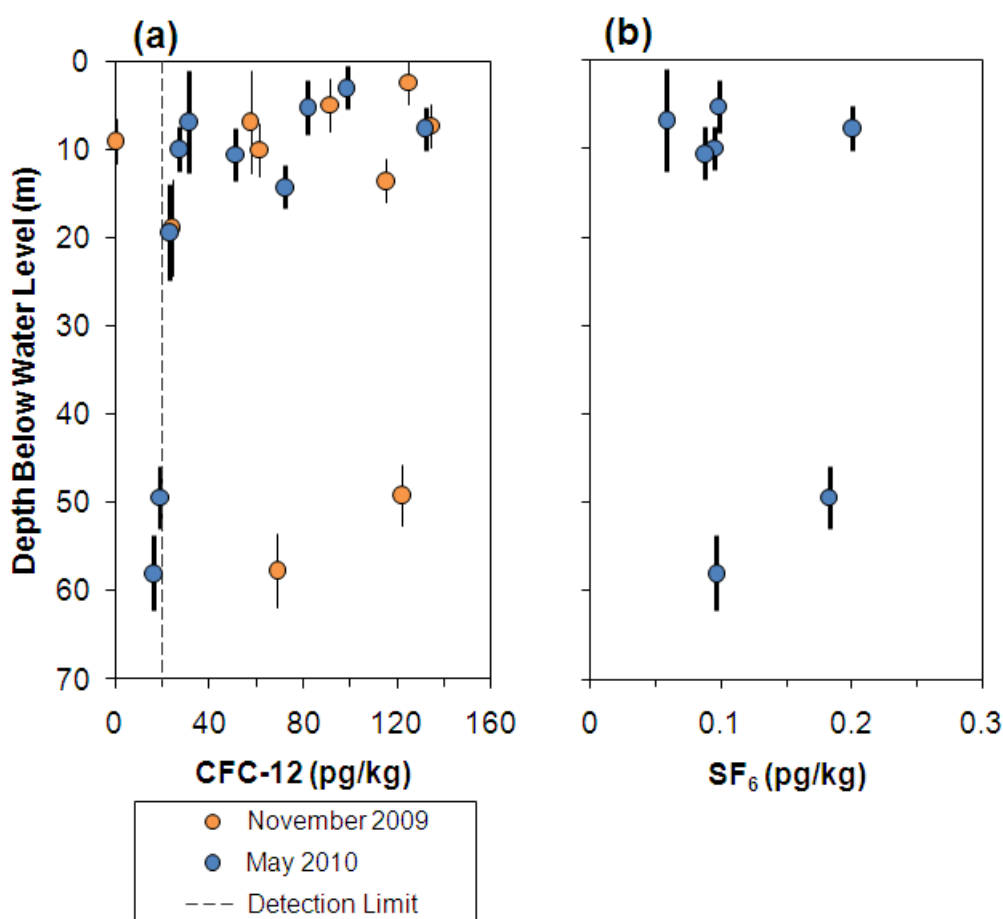 (a)
(b)
Depth Below Water Level (m)
0
10
20
30
40
50
60
70
0 40 80 120 160
0 0.1 0.2 0.3
CFC-12 (pg/kg)
SF₆ (pg/kg)
November 2009
May 2010
Detection Limit